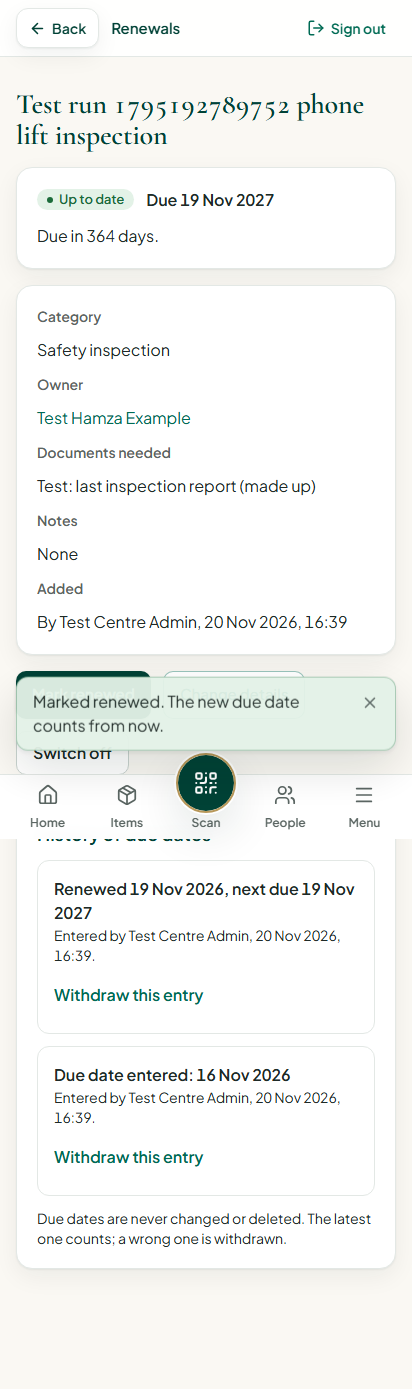 Back
Renewals
Sign out
Test run 1795192789752 phone
lift inspection
Up to date
Due 19 Nov 2027
Due in 364 days.
Category
Safety inspection
Owner
Test Hamza Example
Documents needed
Test: last inspection report (made up)
Notes
None
Added
By Test Centre Admin, 20 Nov 2026, 16:39
Marked renewed. The new due date
counts from now.
Switch off
Home
Items
Scan
People
Menu
History of due dates
Renewed 19 Nov 2026, next due 19 Nov
2027
Entered by Test Centre Admin, 20 Nov 2026,
16:39.
Withdraw this entry
Due date entered: 16 Nov 2026
Entered by Test Centre Admin, 20 Nov 2026,
16:39.
Withdraw this entry
Due dates are never changed or deleted. The latest
one counts; a wrong one is withdrawn.